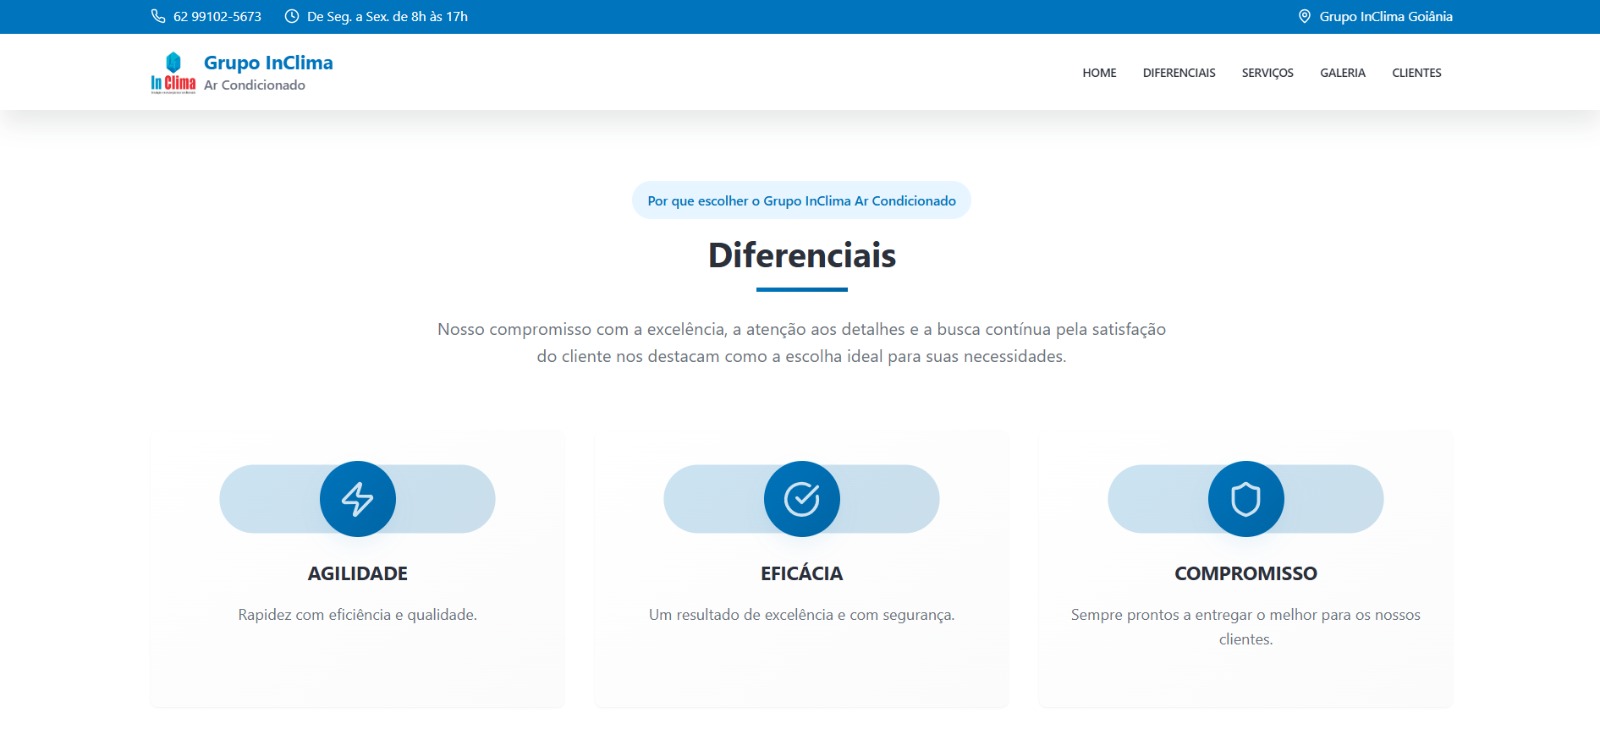 62 99102-5673
De Seg. a Sex. de 8h às 17h
Grupo InClima Goiânia
In Clima
Grupo InClima
Ar Condicionado
HOME
DIFERENCIAIS
SERVIÇOS
GALERIA
CLIENTES
Por que escolher o Grupo InClima Ar Condicionado
Diferenciais
Nosso compromisso com a excelência, a atenção aos detalhes e a busca contínua pela satisfação
do cliente nos destacam como a escolha ideal para suas necessidades.
AGILIDADE
Rapidez com eficiência e qualidade.
EFICÁCIA
Um resultado de excelência e com segurança.
COMPROMISSO
Sempre prontos a entregar o melhor para os nossos
clientes.